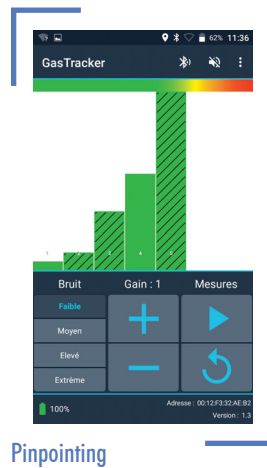 62% 11:36
GasTracker
1 2 3 4 5
Bruit Gain : 1 Mesures
Faible
Moyen
Elevé
Extrême
100%
Adresse : 00:12:F3:32:AE:B2
Version : 1.3
Pinpointing